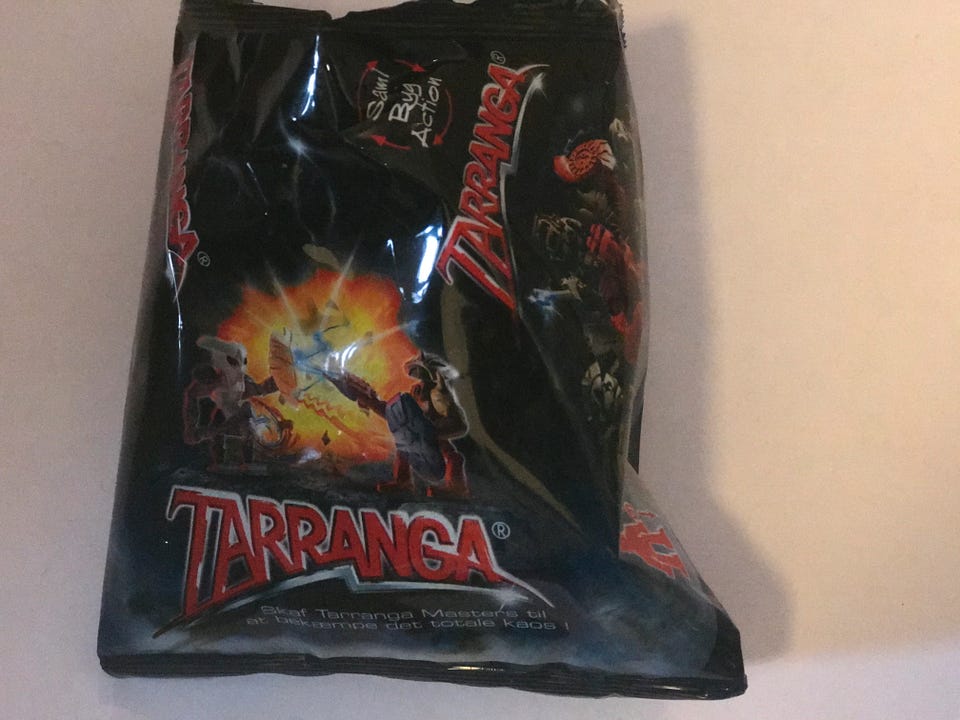 Saml
Byg
Action
TARRANGA®
TARRANGA®
TARRANGA®
Skaf Tarranga Masters til
at bekæmpe det totale kaos !